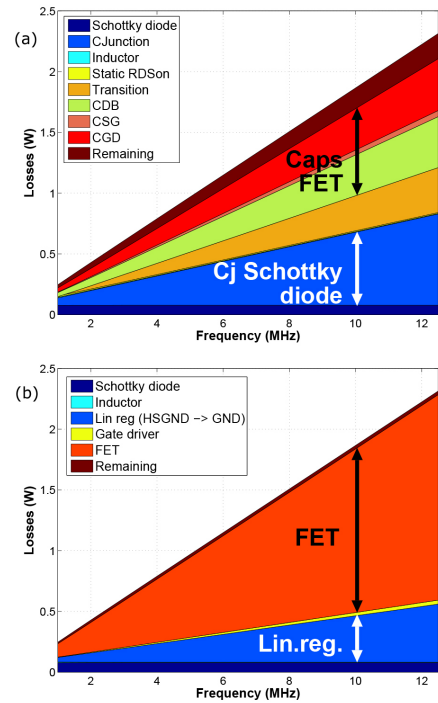 (a)
2.5
2
1.5
1
0.5
0
Losses (W)
Schottky diode
CJunction
Inductor
Static RDSon
Transition
CDB
CSG
CGD
Remaining
Caps
FET
Cj Schottky
diode
2 4 6 8 10 12
Frequency (MHz)
(b)
2.5
2
1.5
1
0.5
0
Losses (W)
Schottky diode
Inductor
Lin reg (HSGND -> GND)
Gate driver
FET
Remaining
FET
Lin.reg.
2 4 6 8 10 12
Frequency (MHz)